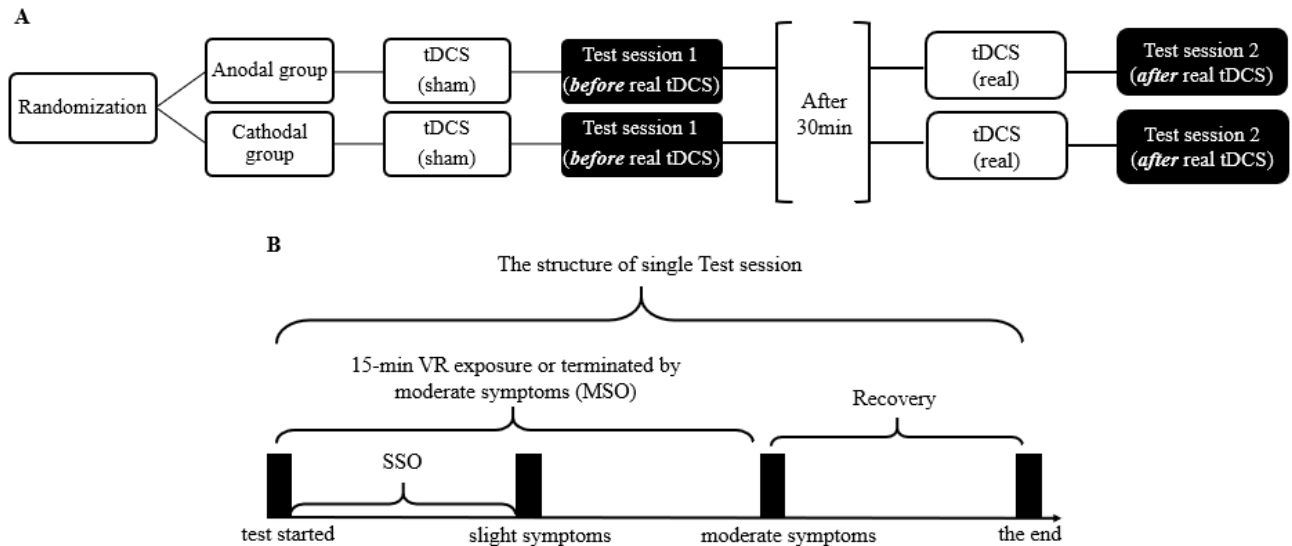 A
Randomization
Anodal group
tDCS
(sham)
Test session 1
(before real tDCS)
Cathodal
group
tDCS
(sham)
Test session 1
(before real tDCS)
After
30min
tDCS
(real)
Test session 2
(after real tDCS)
tDCS
(real)
Test session 2
(after real tDCS)
B
The structure of single Test session
15-min VR exposure or terminated by
moderate symptoms (MSO)
Recovery
SSO
test started
slight symptoms
moderate symptoms
the end